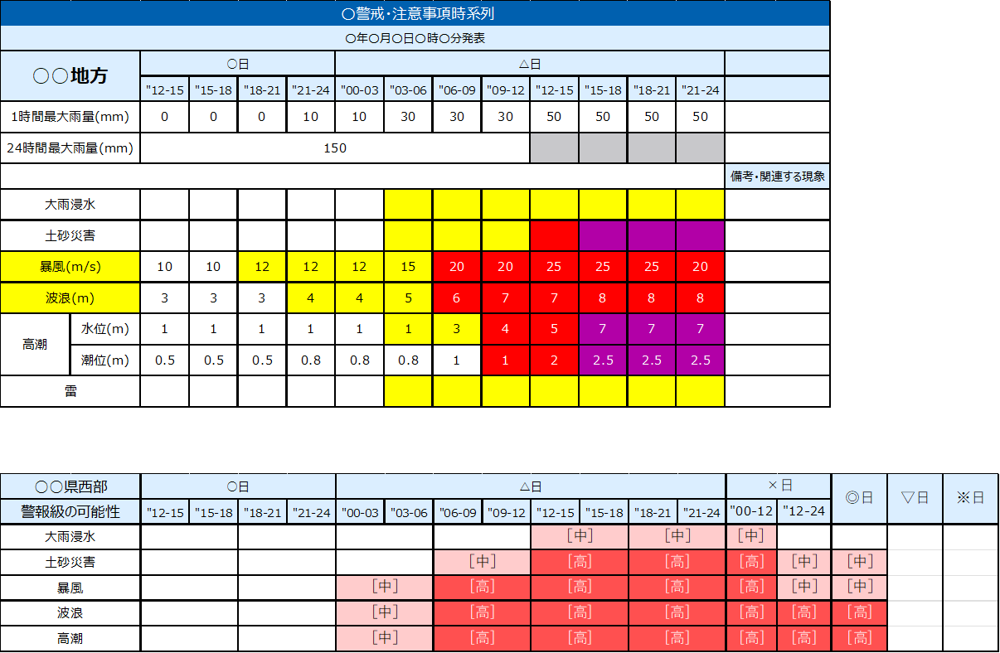 〇警戒・注意事項時系列
〇年〇月〇日〇時〇分発表
〇〇地方 〇日 △日
"12-15 "15-18 "18-21 "21-24 "00-03 "03-06 "06-09 "09-12 "12-15 "15-18 "18-21 "21-24
1時間最大雨量(mm) 0 0 0 10 10 30 30 30 50 50 50 50
24時間最大雨量(mm) 150
備考・関連する現象
大雨浸水
土砂災害
暴風(m/s) 10 10 12 12 12 15 20 20 25 25 25 20
波浪(m) 3 3 3 4 4 5 6 7 7 8 8 8
高潮 水位(m) 1 1 1 1 1 1 3 4 5 7 7 7
潮位(m) 0.5 0.5 0.5 0.8 0.8 0.8 1 1 2 2.5 2.5 2.5
雷
〇〇県西部 〇日 △日 ×日 ◎日 ▽日 ※日
警報級の可能性 "12-15 "15-18 "18-21 "21-24 "00-03 "03-06 "06-09 "09-12 "12-15 "15-18 "18-21 "21-24 "00-12 "12-24
大雨浸水 [中] [中] [中]
土砂災害 [中] [高] [高] [高] [中] [中]
暴風 [中] [高] [高] [高] [高] [中] [中]
波浪 [中] [高] [高] [高] [高] [高] [高]
高潮 [中] [高] [高] [高] [高] [高] [高]